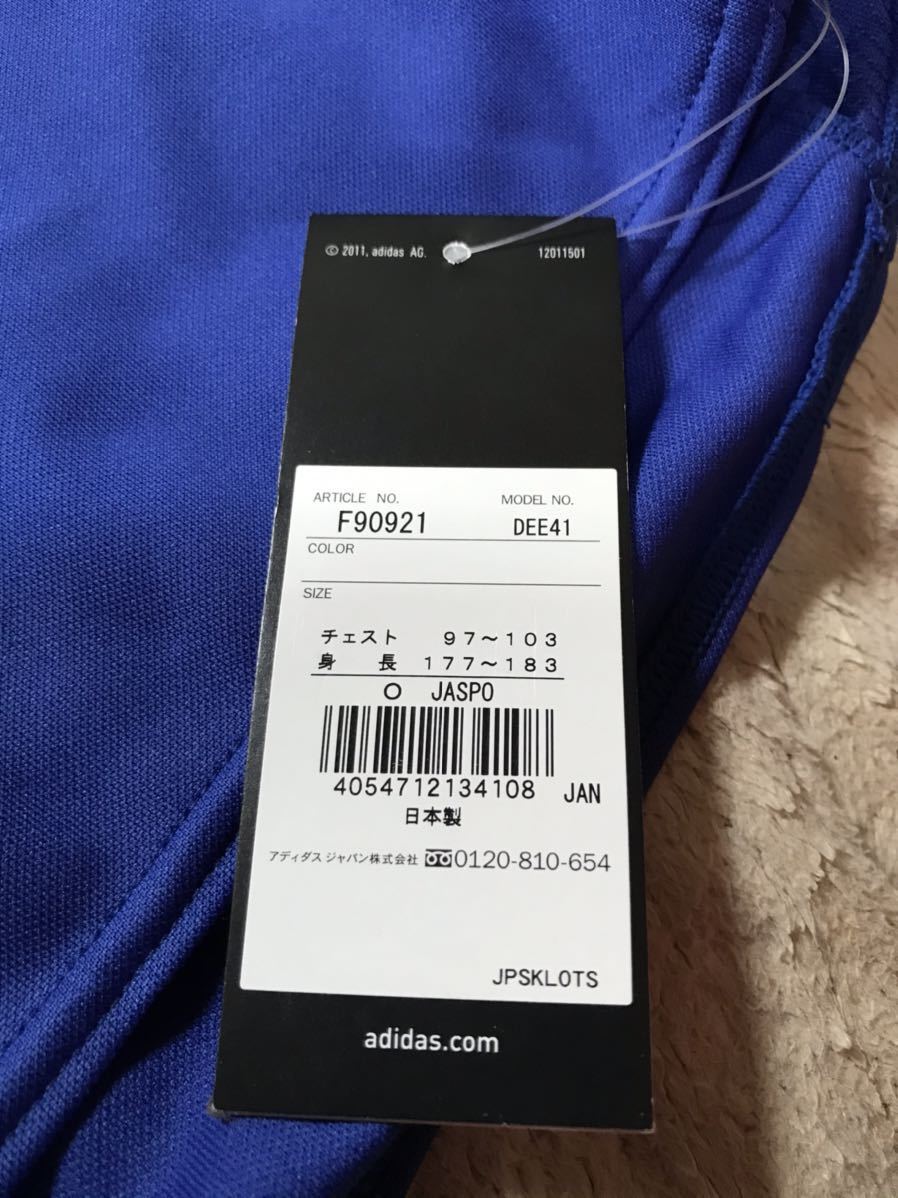 © 2011, adidas AG. 12011501
ARTICLE NO. MODEL NO.
F90921 DEE41
COLOR
SIZE
チェスト 97～103
身 長 177～183
O JASPO
4054712134108 JAN
日本製
アディダス ジャパン株式会社 0120-810-654
JPSKL0TS
adidas.com